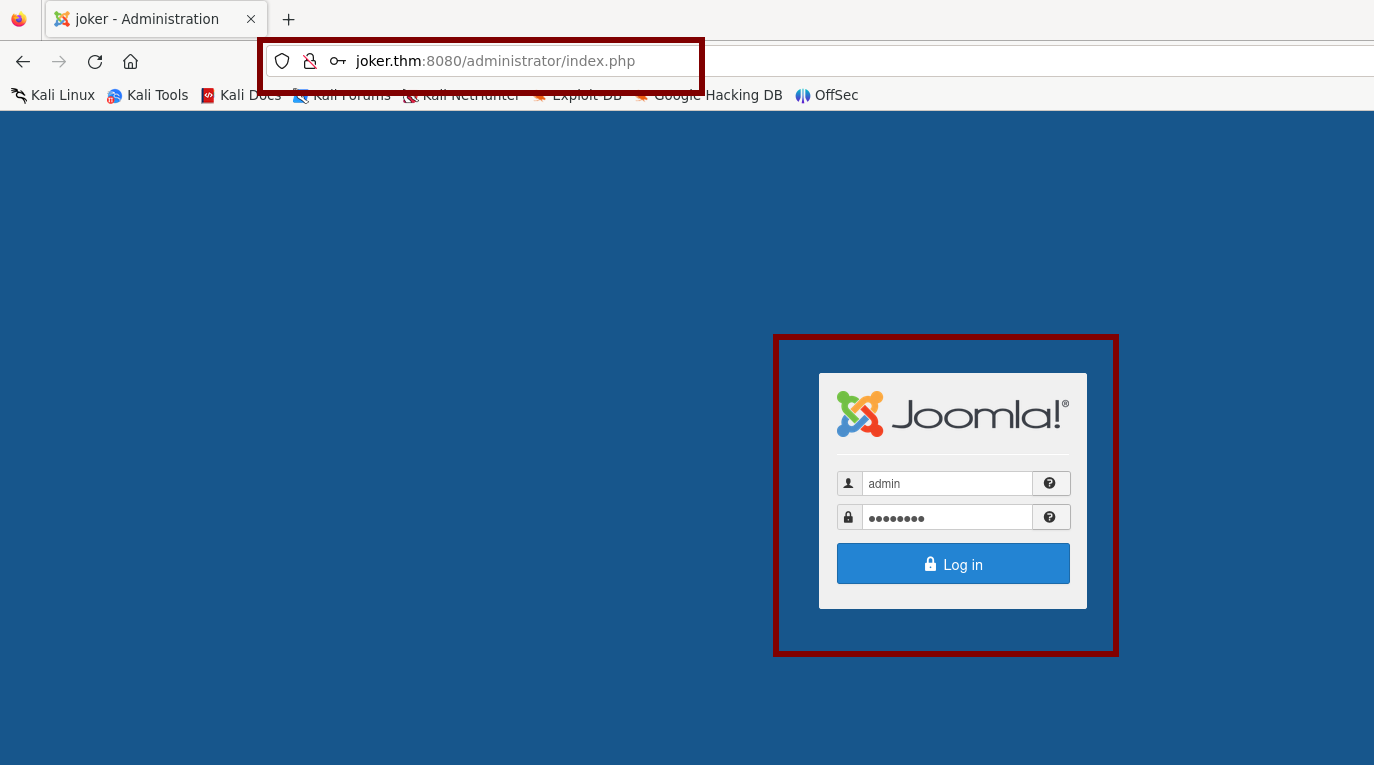 joker - Administration
joker.thm:8080/administrator/index.php
Kali Linux Kali Tools Kali Docs Kali Forums Kali NetHunter Exploit-DB Google Hacking DB OffSec
Joomla!®
admin
Log in